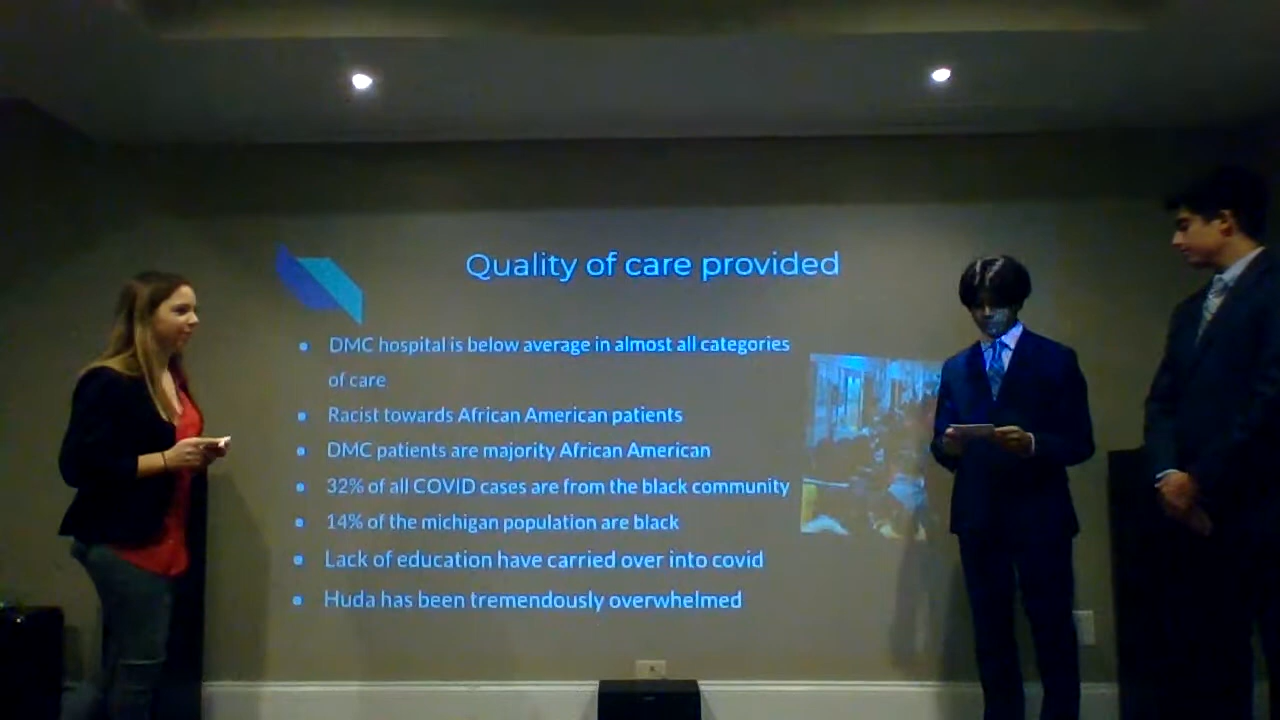 Quality of care provided
DMC hospital is below average in almost all categories
of care
Racist towards African American patients
DMC patients are majority African American
32% of all COVID cases are from the black community
14% of the michigan population are black
Lack of education have carried over into covid
Huda has been tremendously overwhelmed